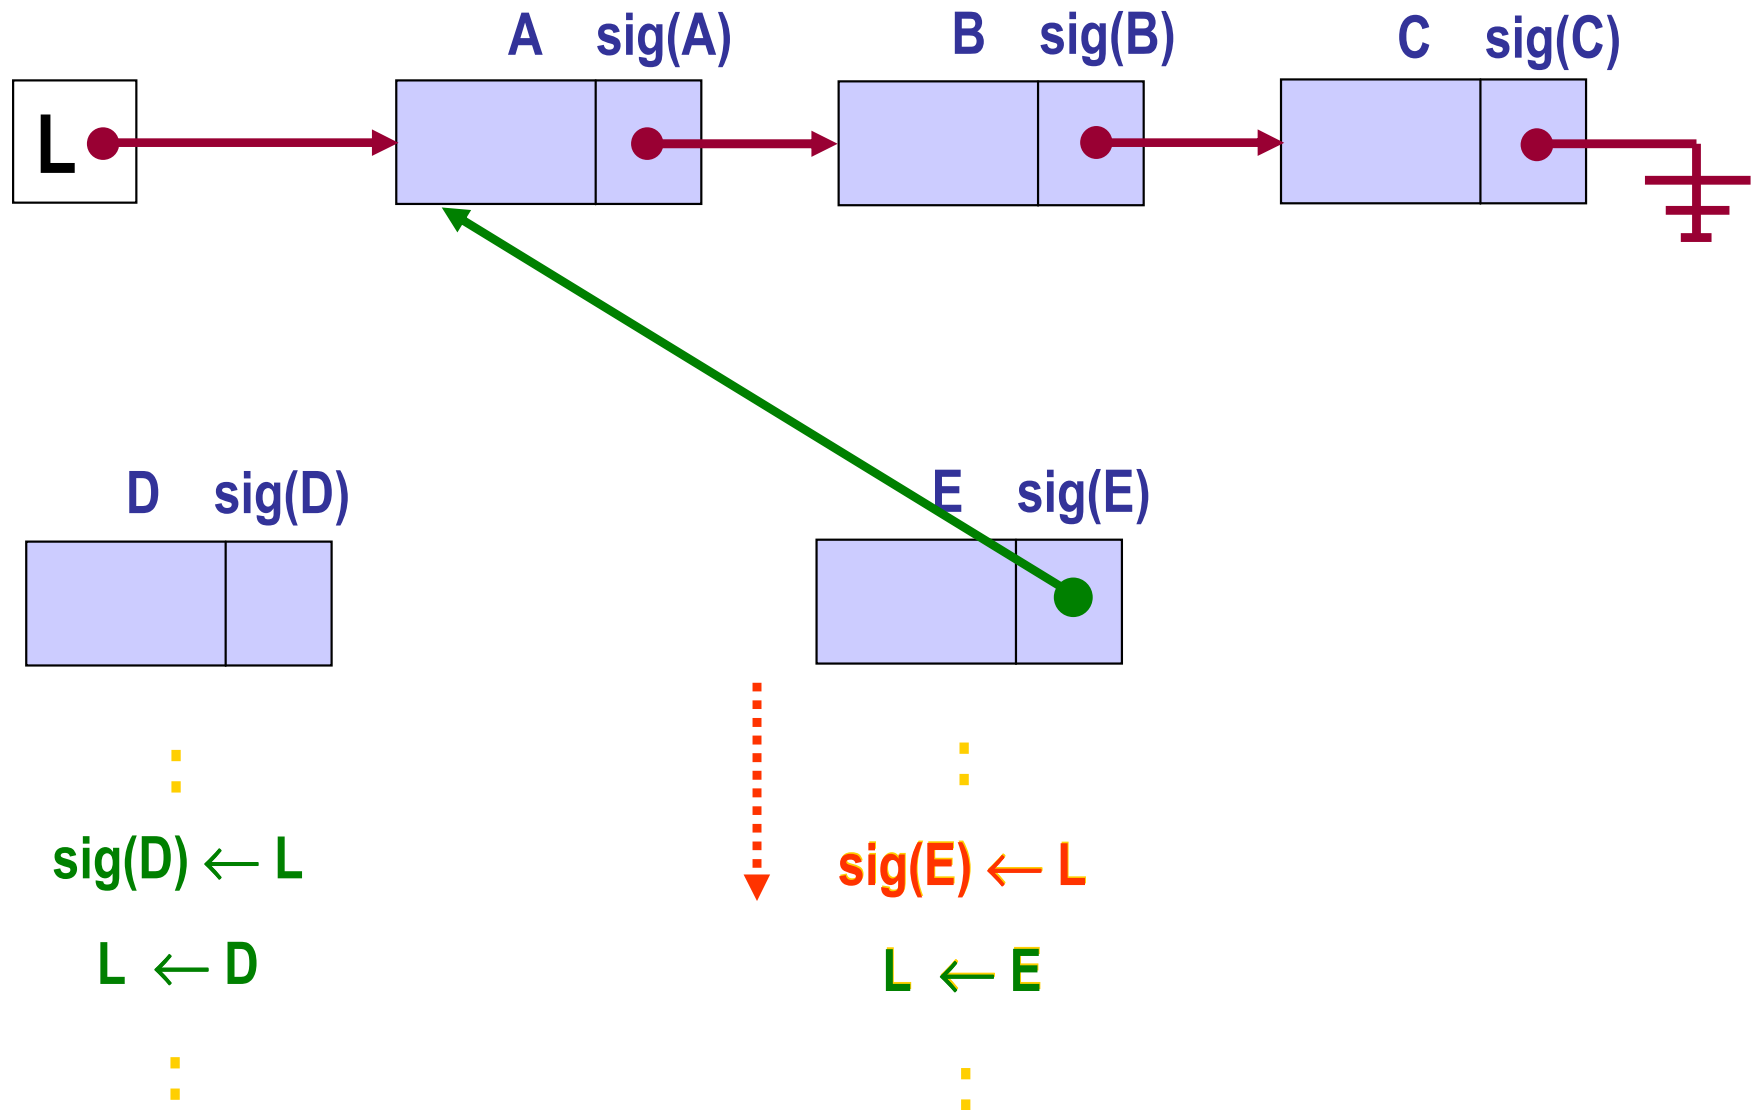 A sig(A) B sig(B) C sig(C)
L
D sig(D) E sig(E)
:
sig(D) ← L
L ← D
:
:
sig(E) ← L
L ← E
: